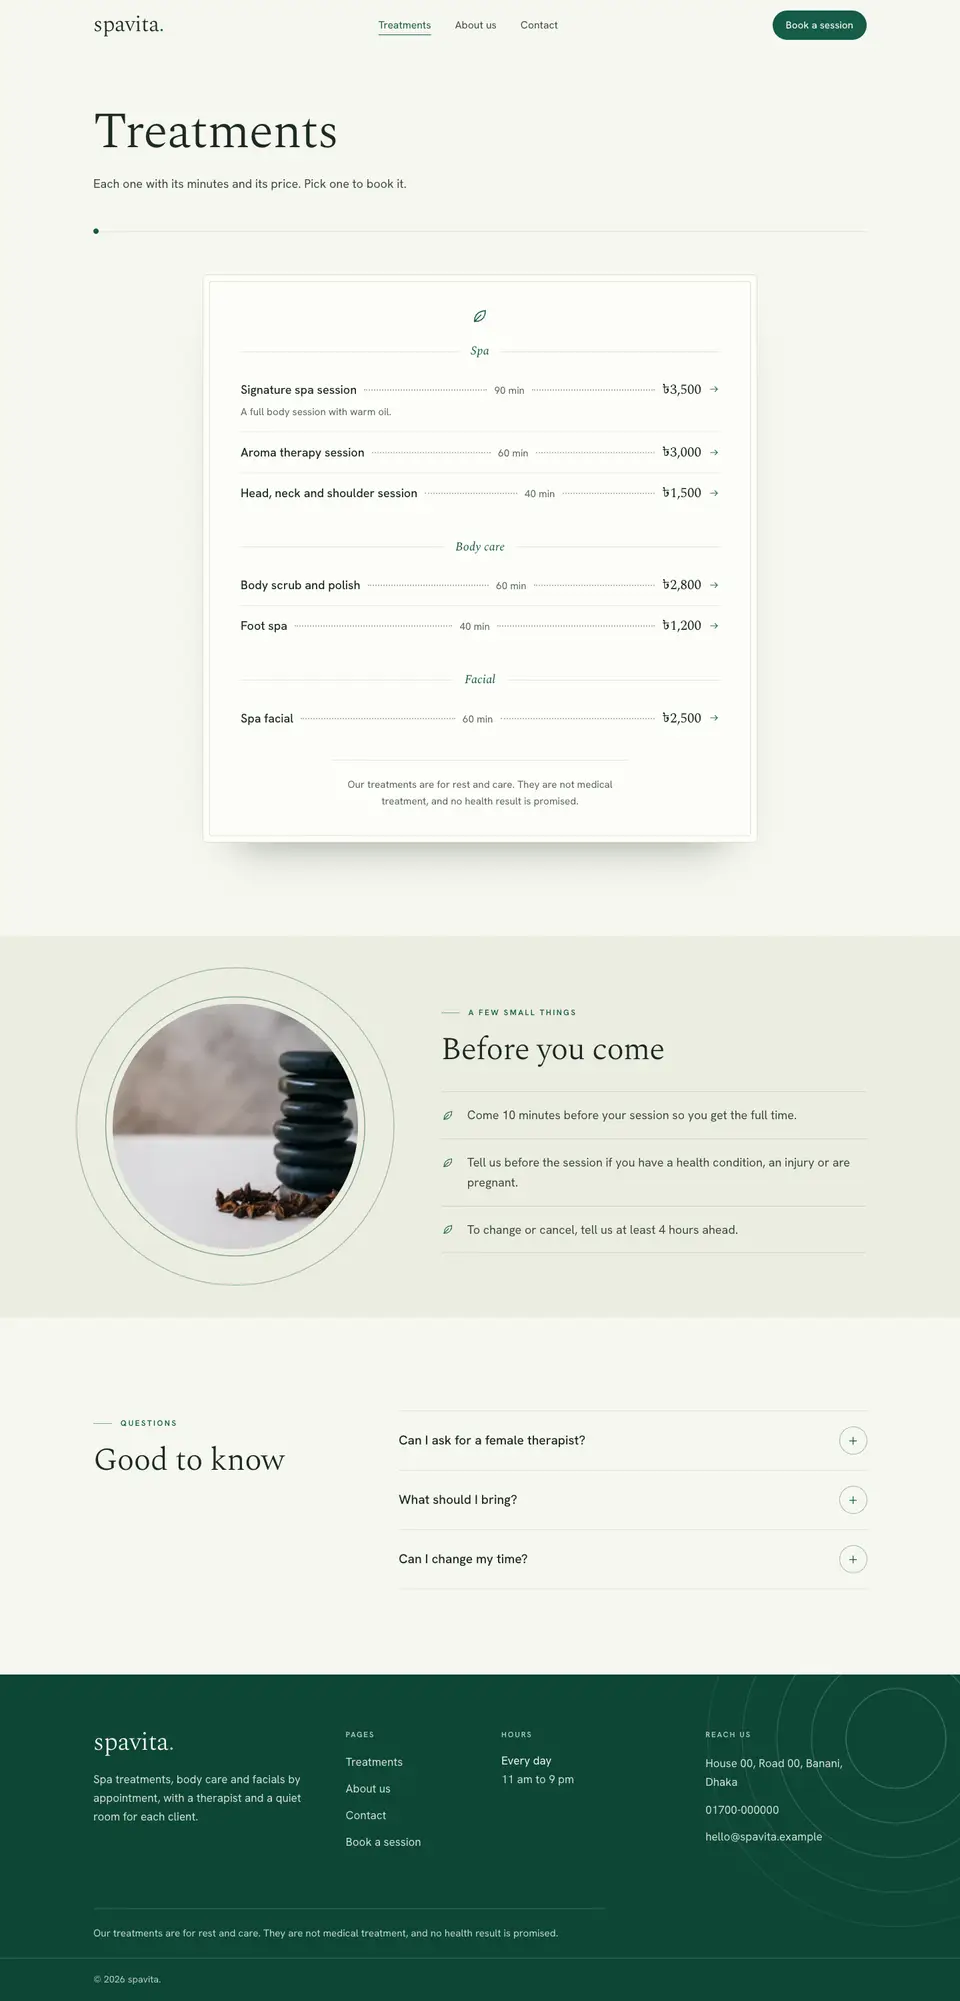 spavita.
Treatments
About us
Contact
Book a session
Treatments
Each one with its minutes and its price. Pick one to book it.
Spa
Signature spa session 90 min ৳3,500 →
A full body session with warm oil.
Aroma therapy session 60 min ৳3,000 →
Head, neck and shoulder session 40 min ৳1,500 →
Body care
Body scrub and polish 60 min ৳2,800 →
Foot spa 40 min ৳1,200 →
Facial
Spa facial 60 min ৳2,500 →
Our treatments are for rest and care. They are not medical
treatment, and no health result is promised.
A FEW SMALL THINGS
Before you come
Come 10 minutes before your session so you get the full time.
Tell us before the session if you have a health condition, an injury or are
pregnant.
To change or cancel, tell us at least 4 hours ahead.
QUESTIONS
Good to know
Can I ask for a female therapist?
What should I bring?
Can I change my time?
spavita.
Spa treatments, body care and facials by
appointment, with a therapist and a quiet
room for each client.
PAGES
Treatments
About us
Contact
Book a session
HOURS
Every day
11 am to 9 pm
REACH US
House 00, Road 00, Banani,
Dhaka
01700-000000
hello@spavita.example
Our treatments are for rest and care. They are not medical treatment, and no health result is promised.
© 2026 spavita.